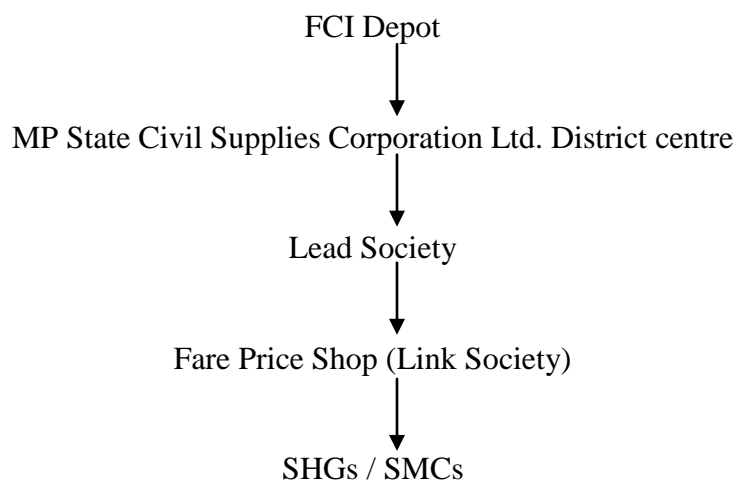 FCI Depot
MP State Civil Supplies Corporation Ltd. District centre
Lead Society
Fare Price Shop (Link Society)
SHGs / SMCs